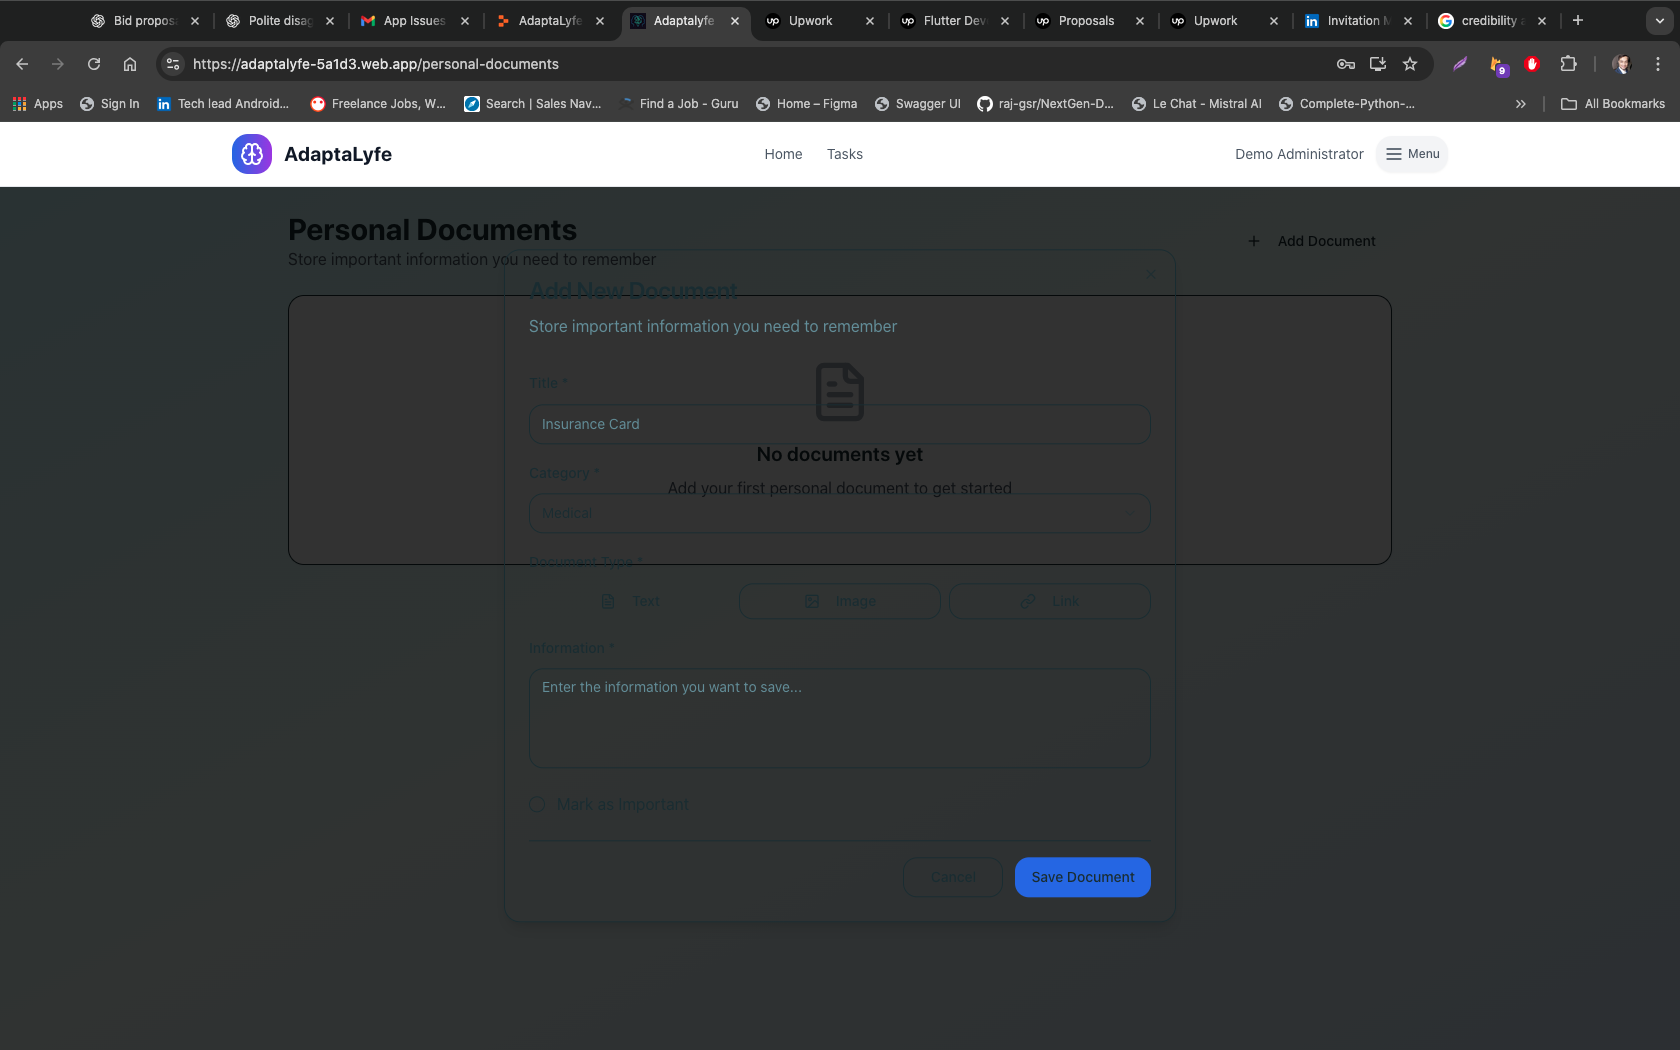 Bid propos
Polite disag
App Issues
AdaptaLyfe
Adaptalyfe
Upwork
Flutter Dev
Proposals
Upwork
Invitation M
credibility a
https://adaptalyfe-5a1d3.web.app/personal-documents
9
Apps
Sign In
Tech lead Android...
Freelance Jobs, W...
Search | Sales Nav...
Find a Job - Guru
Home – Figma
Swagger UI
raj-gsr/NextGen-D...
Le Chat - Mistral AI
Complete-Python-...
All Bookmarks
AdaptaLyfe
Home
Tasks
Demo Administrator
Menu
Personal Documents
Store important information you need to remember
Add Document
Add New Document
Store important information you need to remember
Title *
Insurance Card
No documents yet
Category *
Add your first personal document to get started
Medical
Document Type *
Text
Image
Link
Information *
Enter the information you want to save...
Mark as Important
Cancel
Save Document